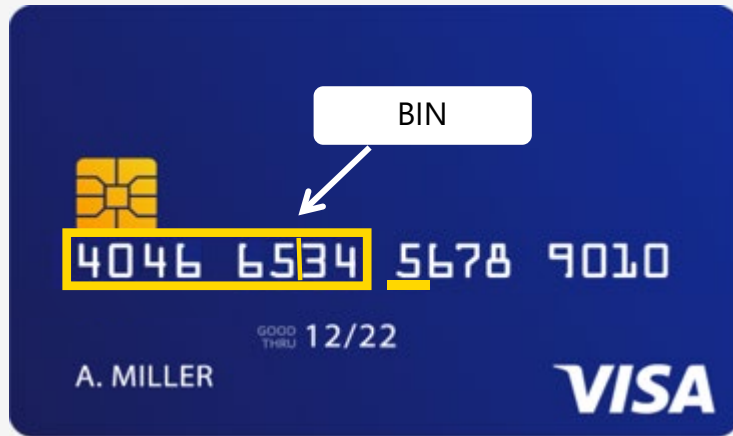 BIN
4046 6534 5678 9010
GOOD
THRU 12/22
A. MILLER
VISA